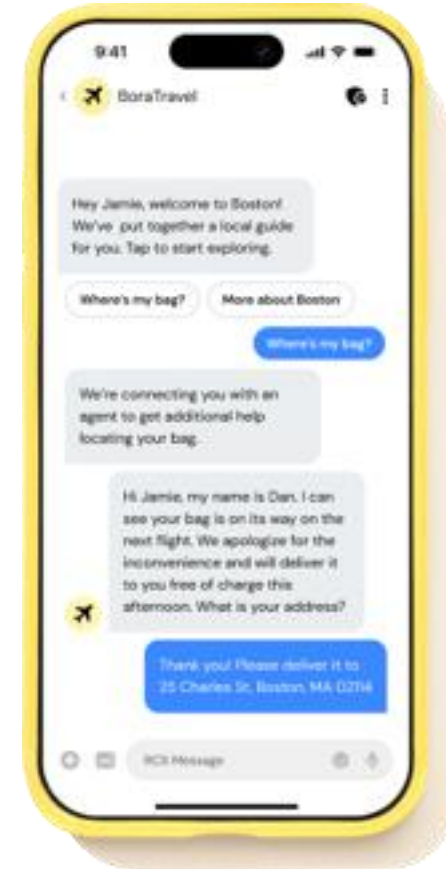 9:41
BoraTravel
Hey Jamie, welcome to Boston!
We've put together a local guide
for you. Tap to start exploring.
Where's my bag?
More about Boston
Where's my bag?
We're connecting you with an
agent to get additional help
locating your bag.
Hi Jamie, my name is Dan. I can
see your bag is on its way on the
next flight. We apologize for the
inconvenience and will deliver it
to you free of charge this
afternoon. What is your address?
Thank you! Please deliver it to
25 Charles St, Boston, MA 02114
RCS Message